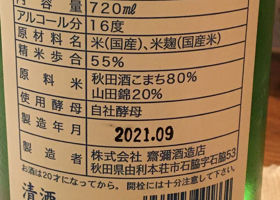 内容量 720ml
アルコール分 16度
原材料名 米(国産)、米麹(国産米)
精米歩合 55%
原料米 秋田酒こまち80%
山田錦20%
使用酵母 自社酵母
製造年月 2021.09
製造者 株式会社 齋彌酒造店
秋田県由利本荘市石脇字石脇53
お酒は20才になってから。 開栓には十分注意して下さい。
清酒